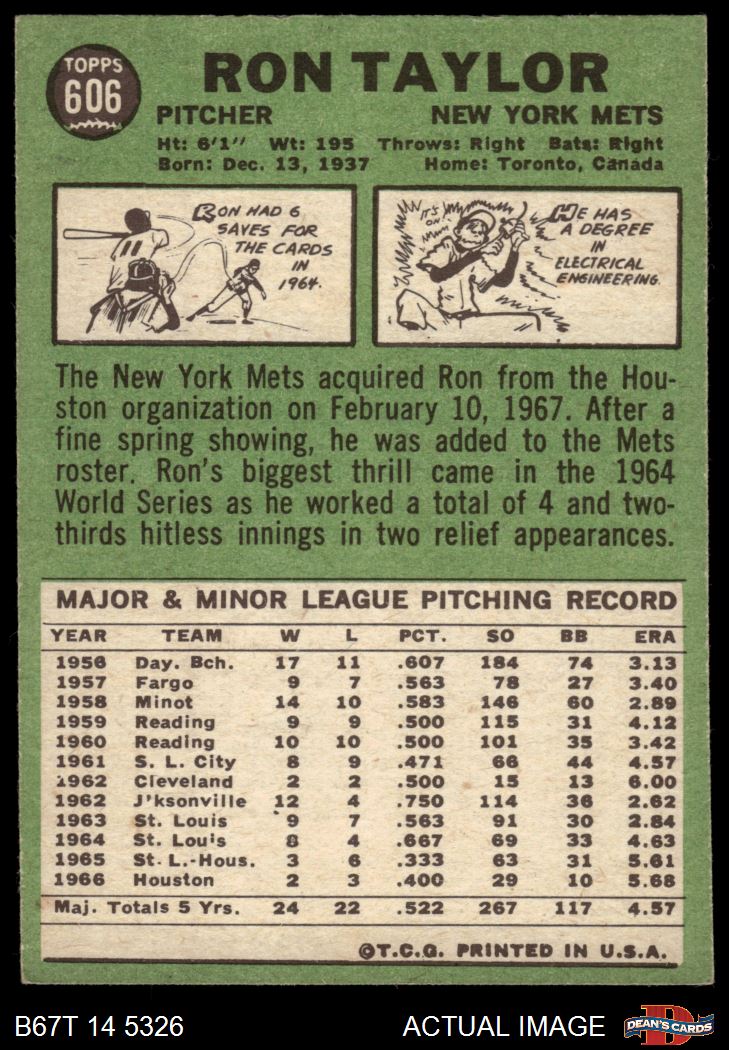 TOPPS
606
RON TAYLOR
PITCHER NEW YORK METS
Ht: 6'1" Wt: 195 Throws: Right Bats: Right
Born: Dec. 13, 1937 Home: Toronto, Canada
RON HAD 6
SAVES FOR
THE CARDS
IN
1964.
IT'S
ON!
HE HAS
A DEGREE
IN
ELECTRICAL
ENGINEERING.
The New York Mets acquired Ron from the Hou-
ston organization on February 10, 1967. After a
fine spring showing, he was added to the Mets
roster. Ron's biggest thrill came in the 1964
World Series as he worked a total of 4 and two-
thirds hitless innings in two relief appearances.
MAJOR & MINOR LEAGUE PITCHING RECORD
YEAR TEAM W L PCT. SO BB ERA
1956 Day. Bch. 17 11 .607 184 74 3.13
1957 Fargo 9 7 .563 78 27 3.40
1958 Minot 14 10 .583 146 60 2.89
1959 Reading 9 9 .500 115 31 4.12
1960 Reading 10 10 .500 101 35 3.42
1961 S. L. City 8 9 .471 66 44 4.57
1962 Cleveland 2 2 .500 15 13 6.00
1962 J'ksonville 12 4 .750 114 36 2.62
1963 St. Louis 9 7 .563 91 30 2.84
1964 St. Louis 8 4 .667 69 33 4.63
1965 St. L.-Hous. 3 6 .333 63 31 5.61
1966 Houston 2 3 .400 29 10 5.68
Maj. Totals 5 Yrs. 24 22 .522 267 117 4.57
©T.C.G. PRINTED IN U.S.A.
B67T 14 5326 ACTUAL IMAGE
DEAN'S CARDS